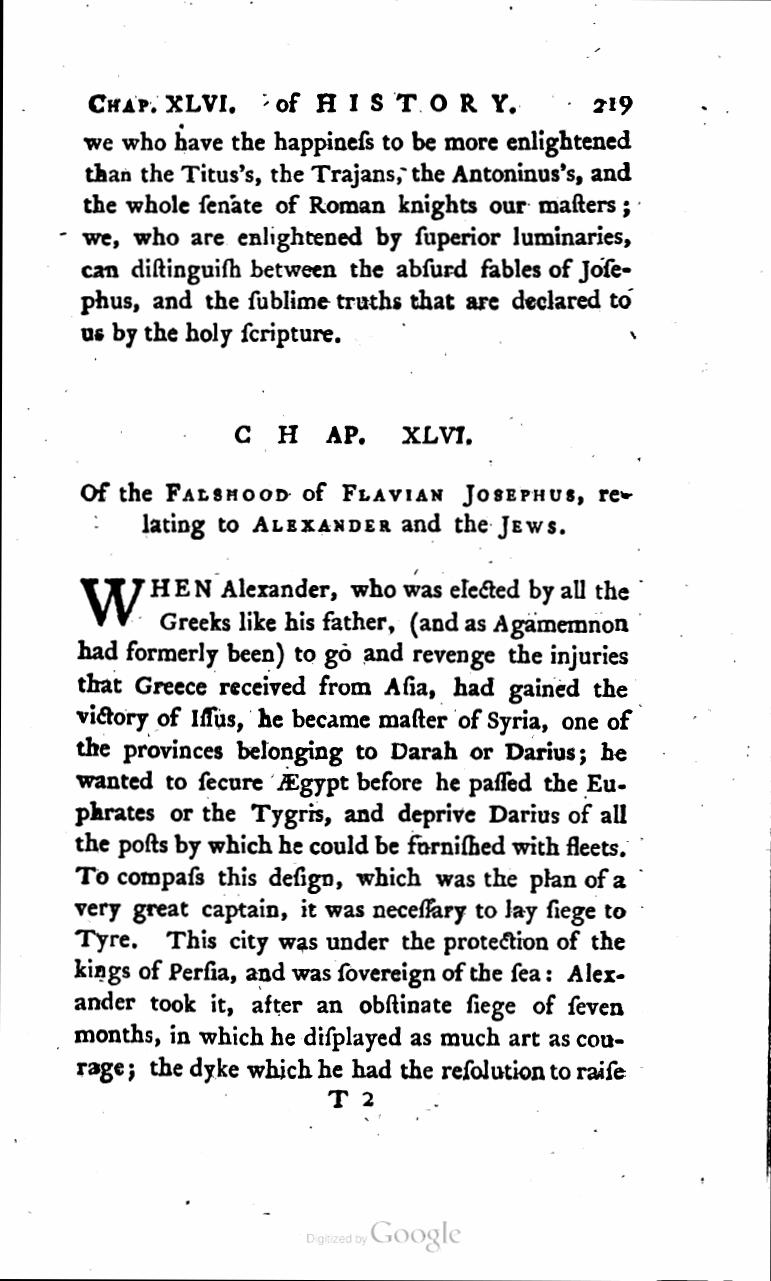 CHAP. XLVI. of HISTORY. 219
we who have the happineſs to be more enlightened
than the Titus's, the Trajans, the Antoninus's, and
the whole ſenate of Roman knights our maſters;
we, who are enlightened by ſuperior luminaries,
can diſtinguiſh between the abſurd fables of Joſe-
phus, and the ſublime truths that are declared to
us by the holy ſcripture.
CHAP. XLVI.
Of the FALSHOOD of FLAVIAN JOSEPHUS, re-
lating to ALEXANDER and the JEWS.
WHEN Alexander, who was elected by all the
Greeks like his father, (and as Agamemnon
had formerly been) to go and revenge the injuries
that Greece received from Aſia, had gained the
victory of Iſſus, he became maſter of Syria, one of
the provinces belonging to Darah or Darius; he
wanted to ſecure Ægypt before he paſſed the Eu-
phrates or the Tygris, and deprive Darius of all
the poſts by which he could be furniſhed with fleets.
To compaſs this deſign, which was the plan of a
very great captain, it was neceſſary to lay ſiege to
Tyre. This city was under the protection of the
kings of Perſia, and was ſovereign of the ſea: Alex-
ander took it, after an obſtinate ſiege of ſeven
months, in which he diſplayed as much art as cou-
rage; the dyke which he had the reſolution to raiſe
T 2
Digitized by Google